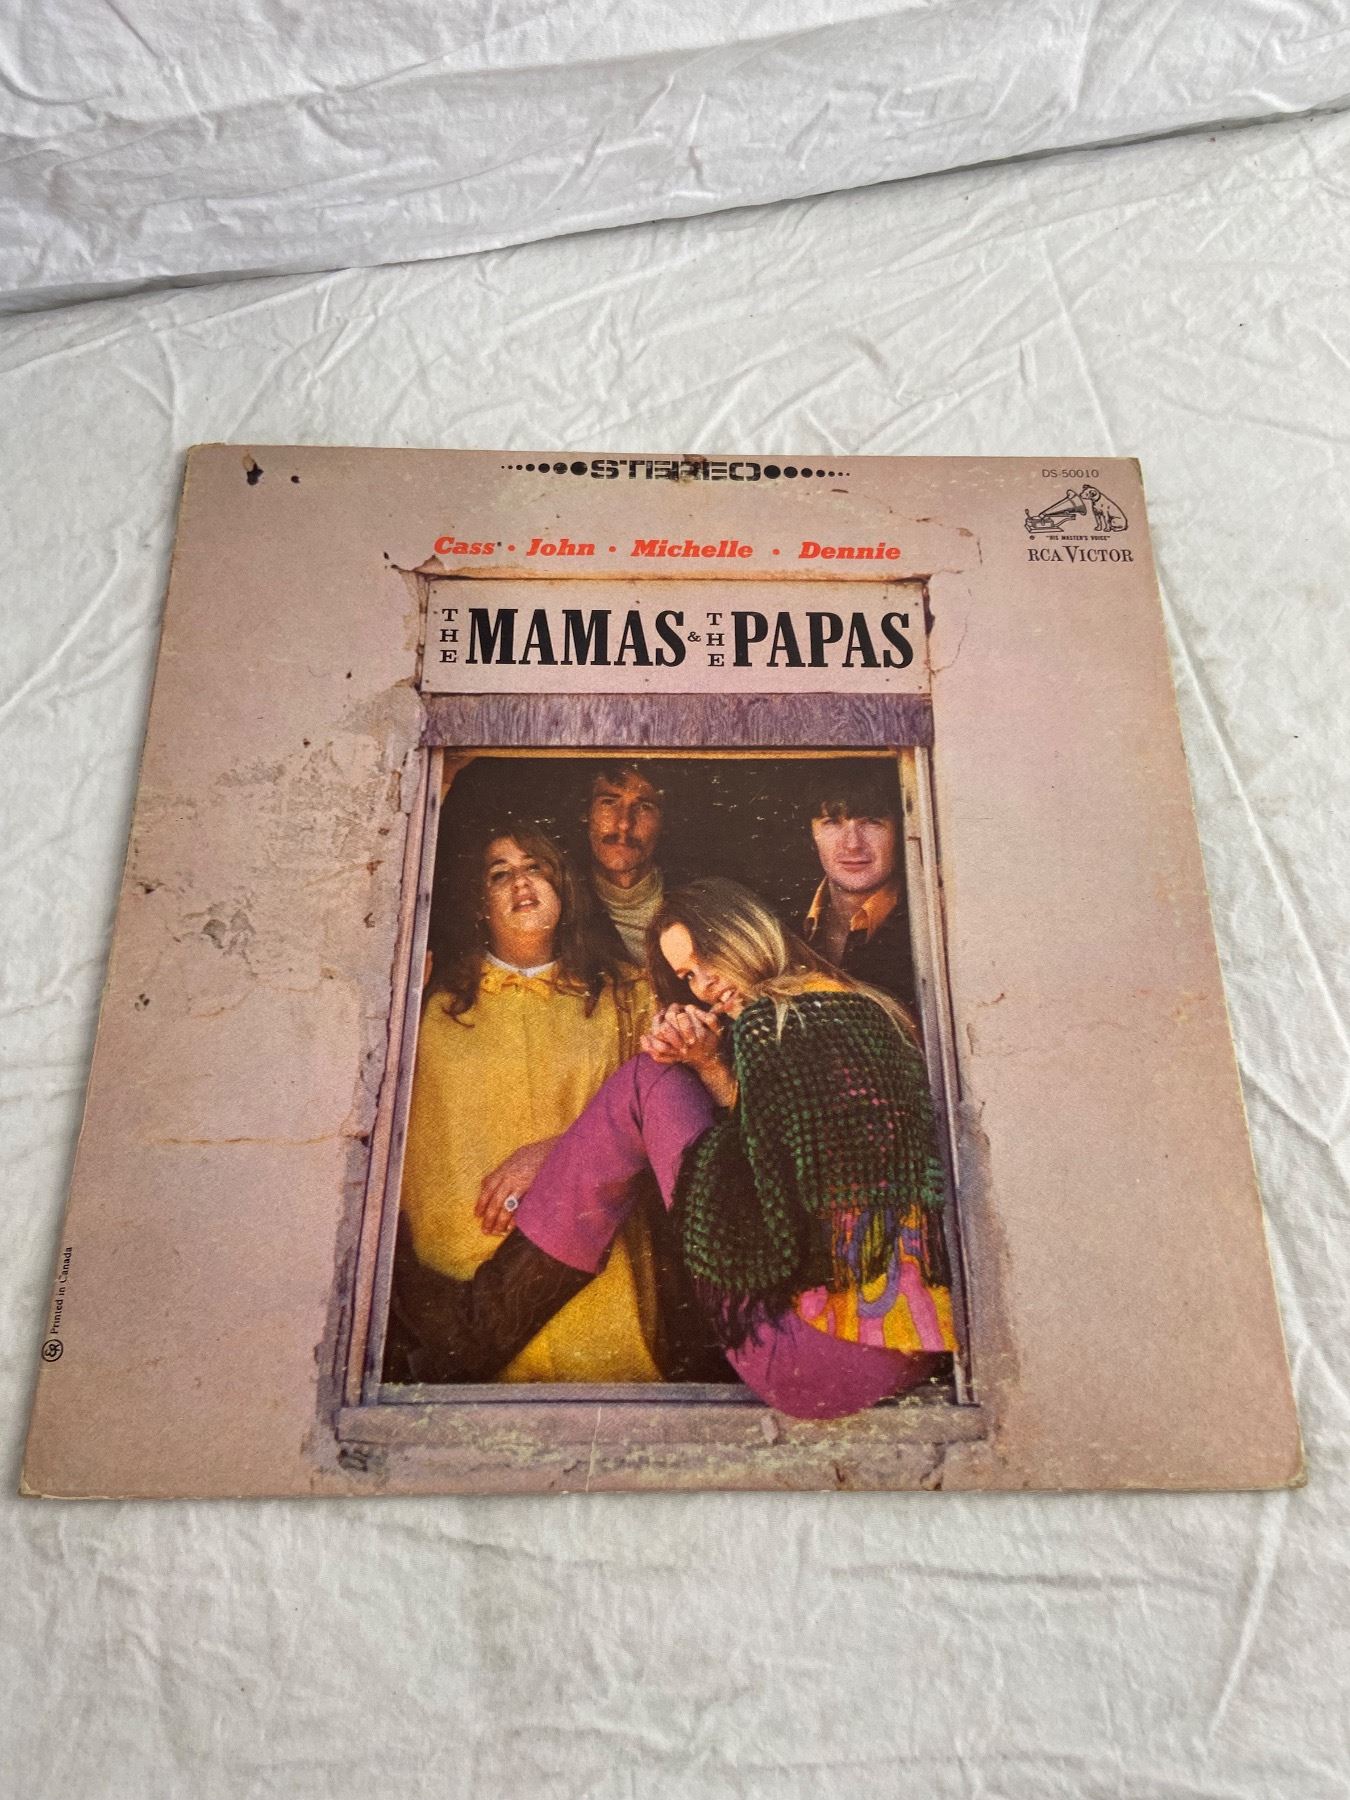 STEREO
DS-50010
"HIS MASTER'S VOICE"
RCA VICTOR
Cass • John • Michelle • Dennie
THE MAMAS & THE PAPAS
Printed in Canada